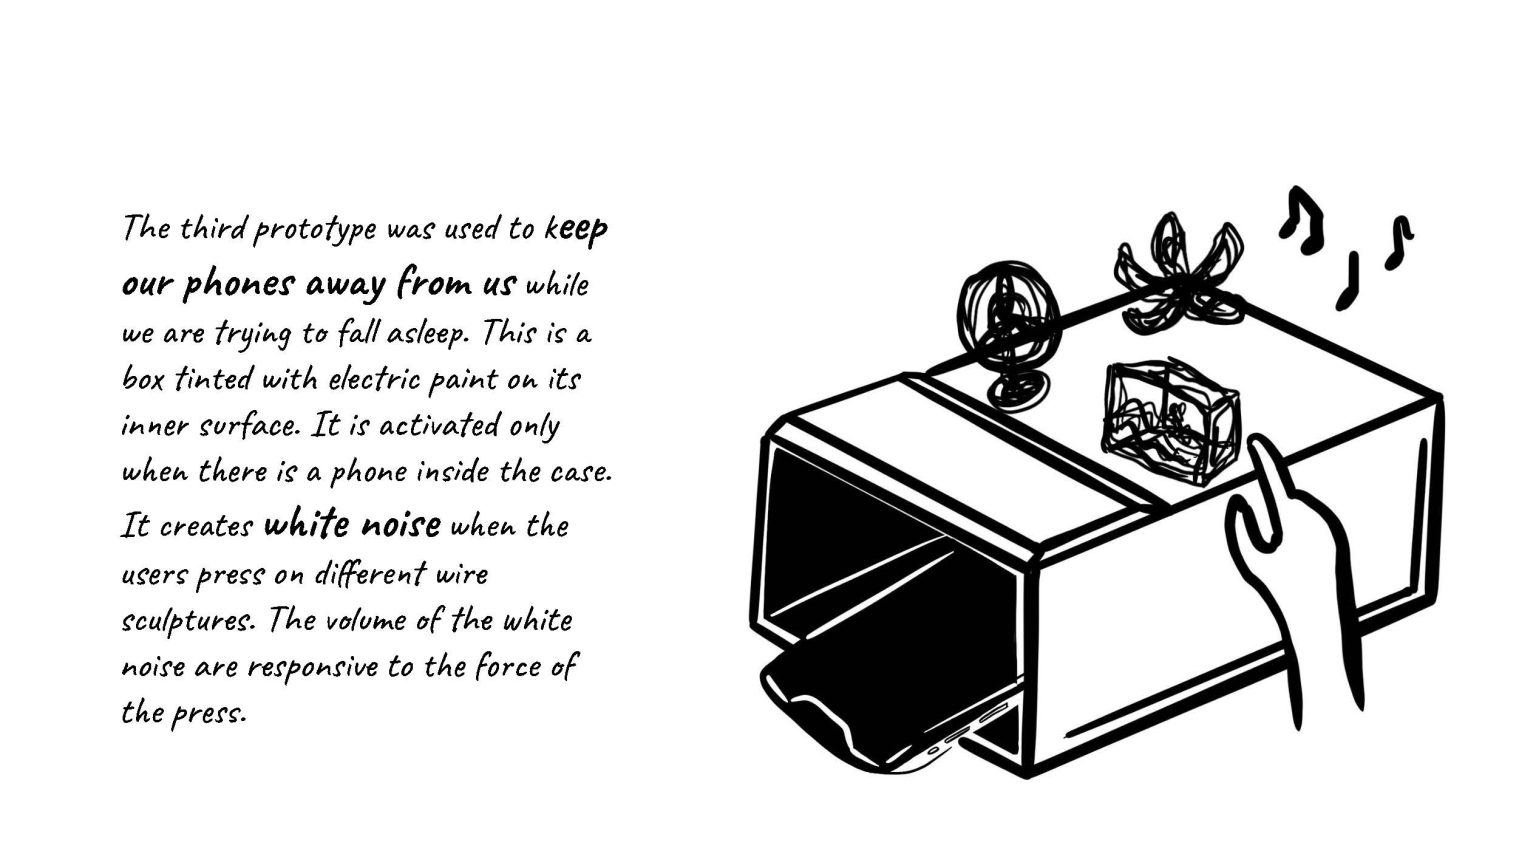 The third prototype was used to keep
our phones away from us while
we are trying to fall asleep. This is a
box tinted with electric paint on its
inner surface. It is activated only
when there is a phone inside the case.
It creates white noise when the
users press on different wire
sculptures. The volume of the white
noise are responsive to the force of
the press.